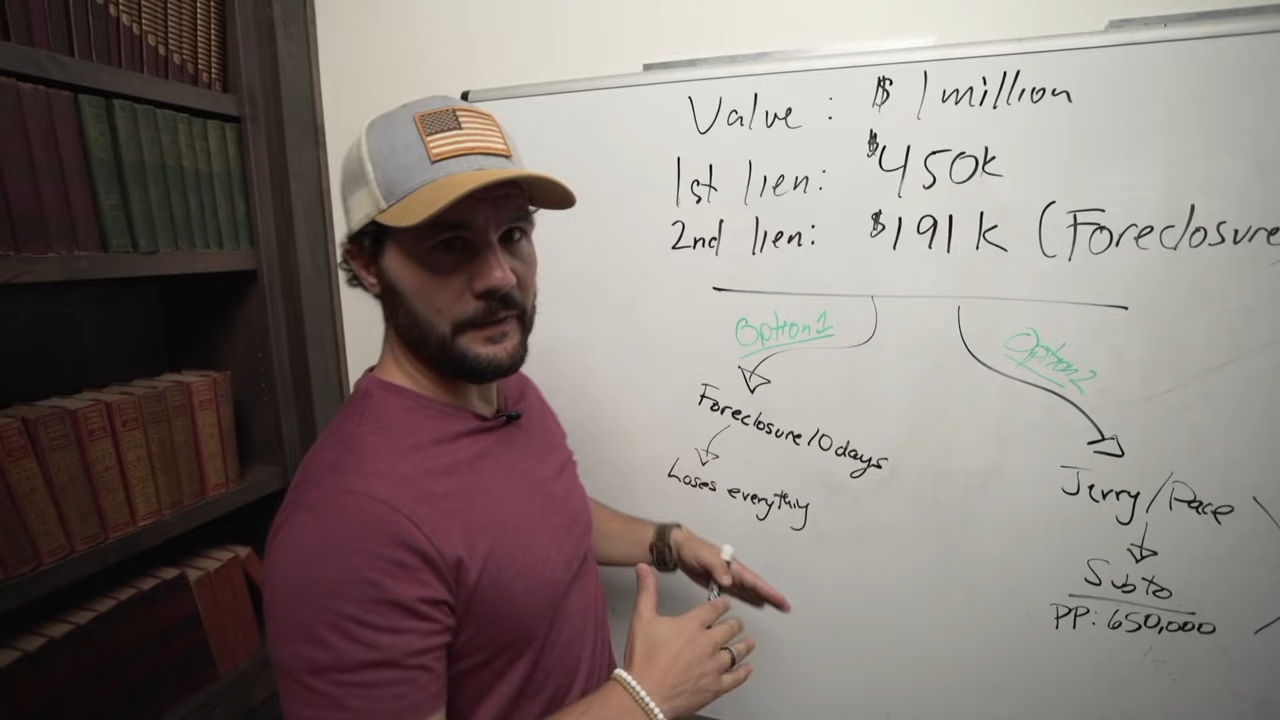 Value: $ 1 million
1st lien: $450k
2nd lien: $191k (Foreclosure
Option 1
Option 2
Foreclosure 10 days
Loses everything
Jerry/Pace
Subto
PP: 650,000